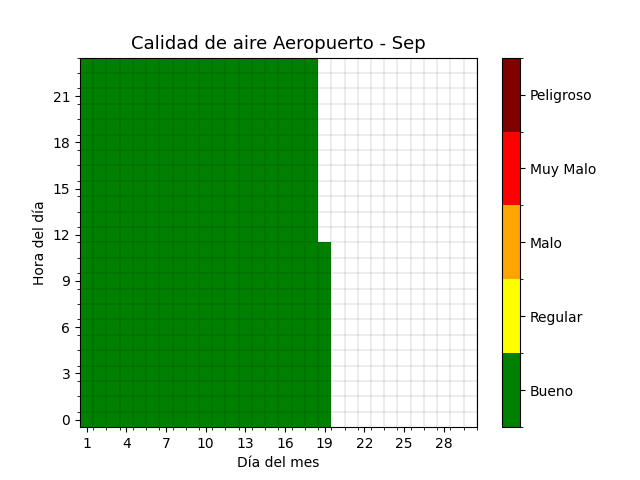 Calidad de aire Aeropuerto - Sep
Hora del día
21
18
15
12
9
6
3
0
1 4 7 10 13 16 19 22 25 28
Día del mes
Peligroso
Muy Malo
Malo
Regular
Bueno